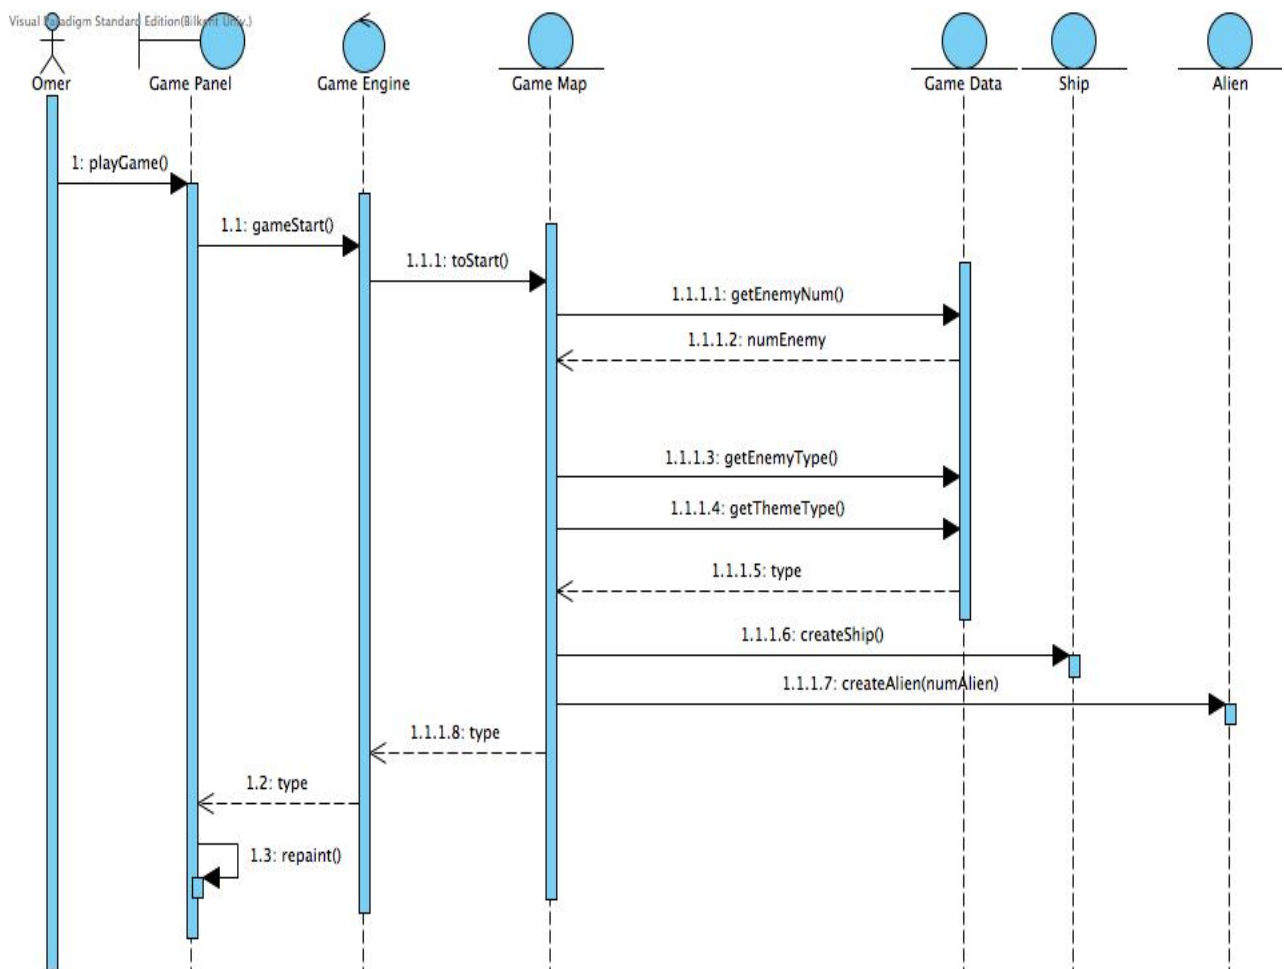 Visual Paradigm Standard Edition(Bilkent Univ.)
Omer
Game Panel
Game Engine
Game Map
Game Data
Ship
Alien
1: playGame()
1.1: gameStart()
1.1.1: toStart()
1.1.1.1: getEnemyNum()
1.1.1.2: numEnemy
1.1.1.3: getEnemyType()
1.1.1.4: getThemeType()
1.1.1.5: type
1.1.1.6: createShip()
1.1.1.7: createAlien(numAlien)
1.1.1.8: type
1.2: type
1.3: repaint()